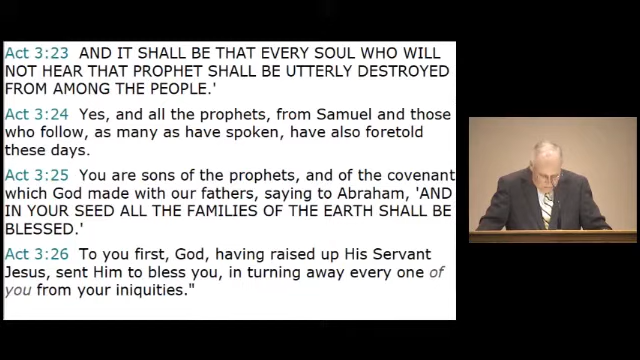 Act 3:23 AND IT SHALL BE THAT EVERY SOUL WHO WILL
NOT HEAR THAT PROPHET SHALL BE UTTERLY DESTROYED
FROM AMONG THE PEOPLE.'
Act 3:24 Yes, and all the prophets, from Samuel and those
who follow, as many as have spoken, have also foretold
these days.
Act 3:25 You are sons of the prophets, and of the covenant
which God made with our fathers, saying to Abraham, 'AND
IN YOUR SEED ALL THE FAMILIES OF THE EARTH SHALL BE
BLESSED.'
Act 3:26 To you first, God, having raised up His Servant
Jesus, sent Him to bless you, in turning away every one of
you from your iniquities."